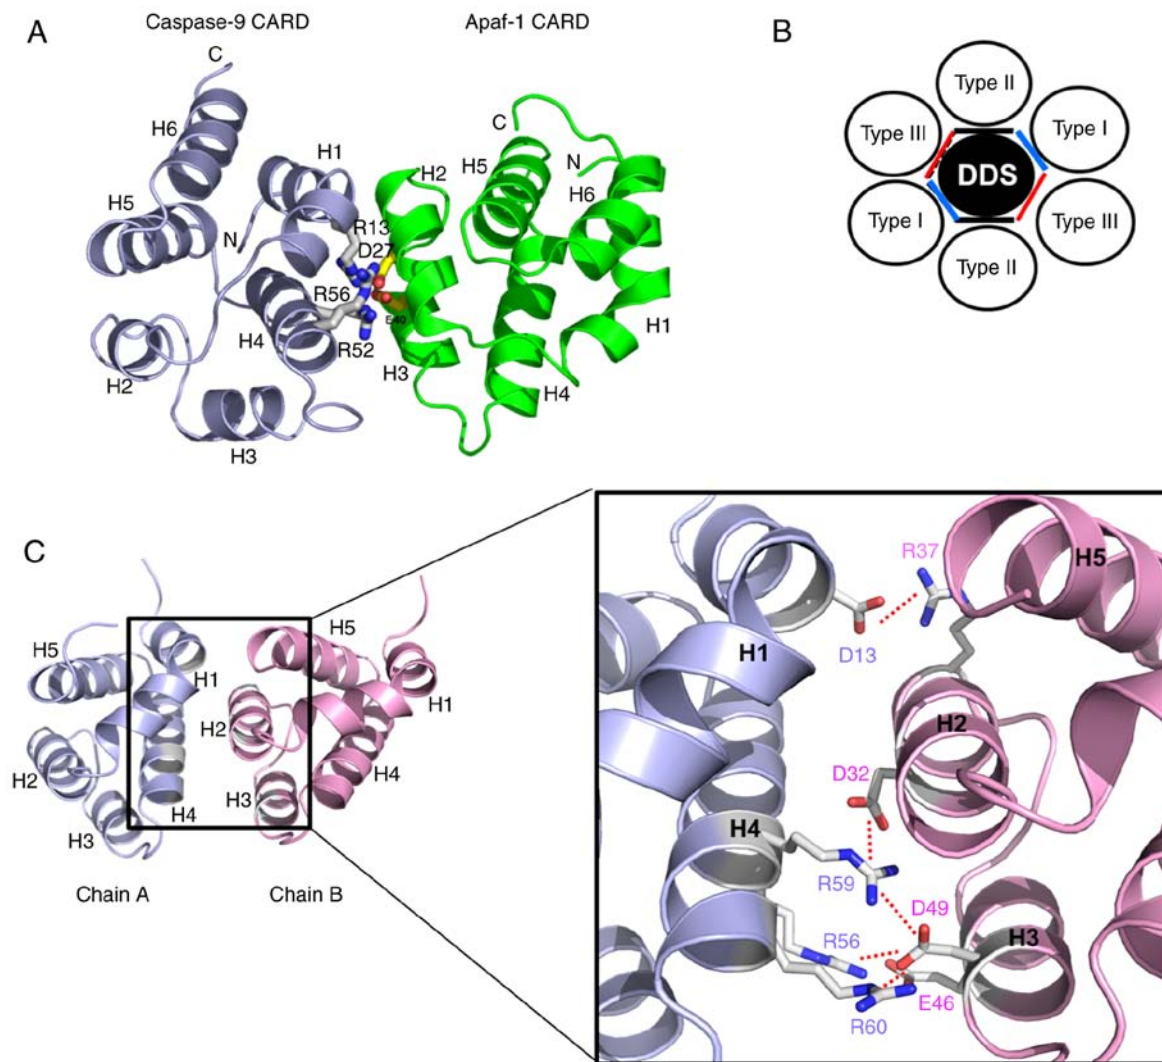 A
Caspase-9 CARD
Apaf-1 CARD
C
H6
H1
H5
N
R13
D27
R56
R52
E40
H4
H2
H3
C
H2
H5
N
H6
H1
H3
H4
B
Type II
Type III
Type I
DDS
Type I
Type III
Type II
C
H5
H1
H2
H3
H4
Chain A
H5
H1
H2
H3
H4
Chain B
R37
H5
H1
D13
H2
D32
H4
R59
D49
R56
H3
E46
R60